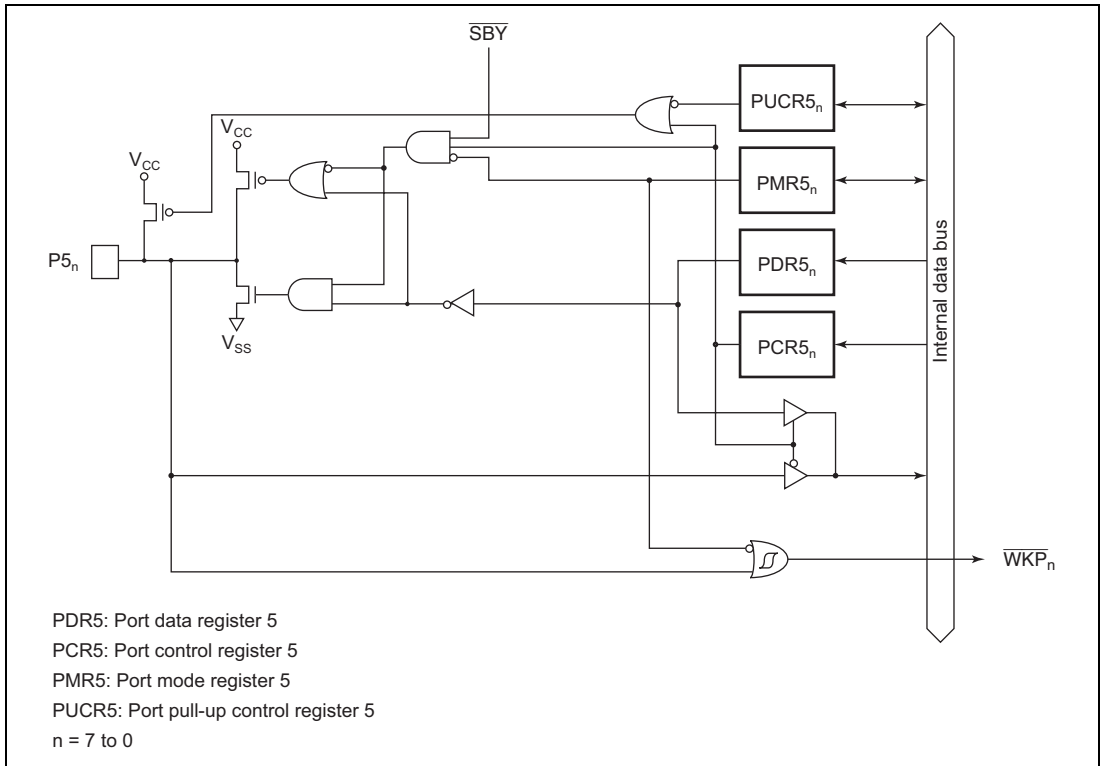 SBY
PUCR5n
VCC
VCC
PMR5n
P5n
PDR5n
VSS
PCR5n
Internal data bus
WKPn
PDR5: Port data register 5
PCR5: Port control register 5
PMR5: Port mode register 5
PUCR5: Port pull-up control register 5
n = 7 to 0